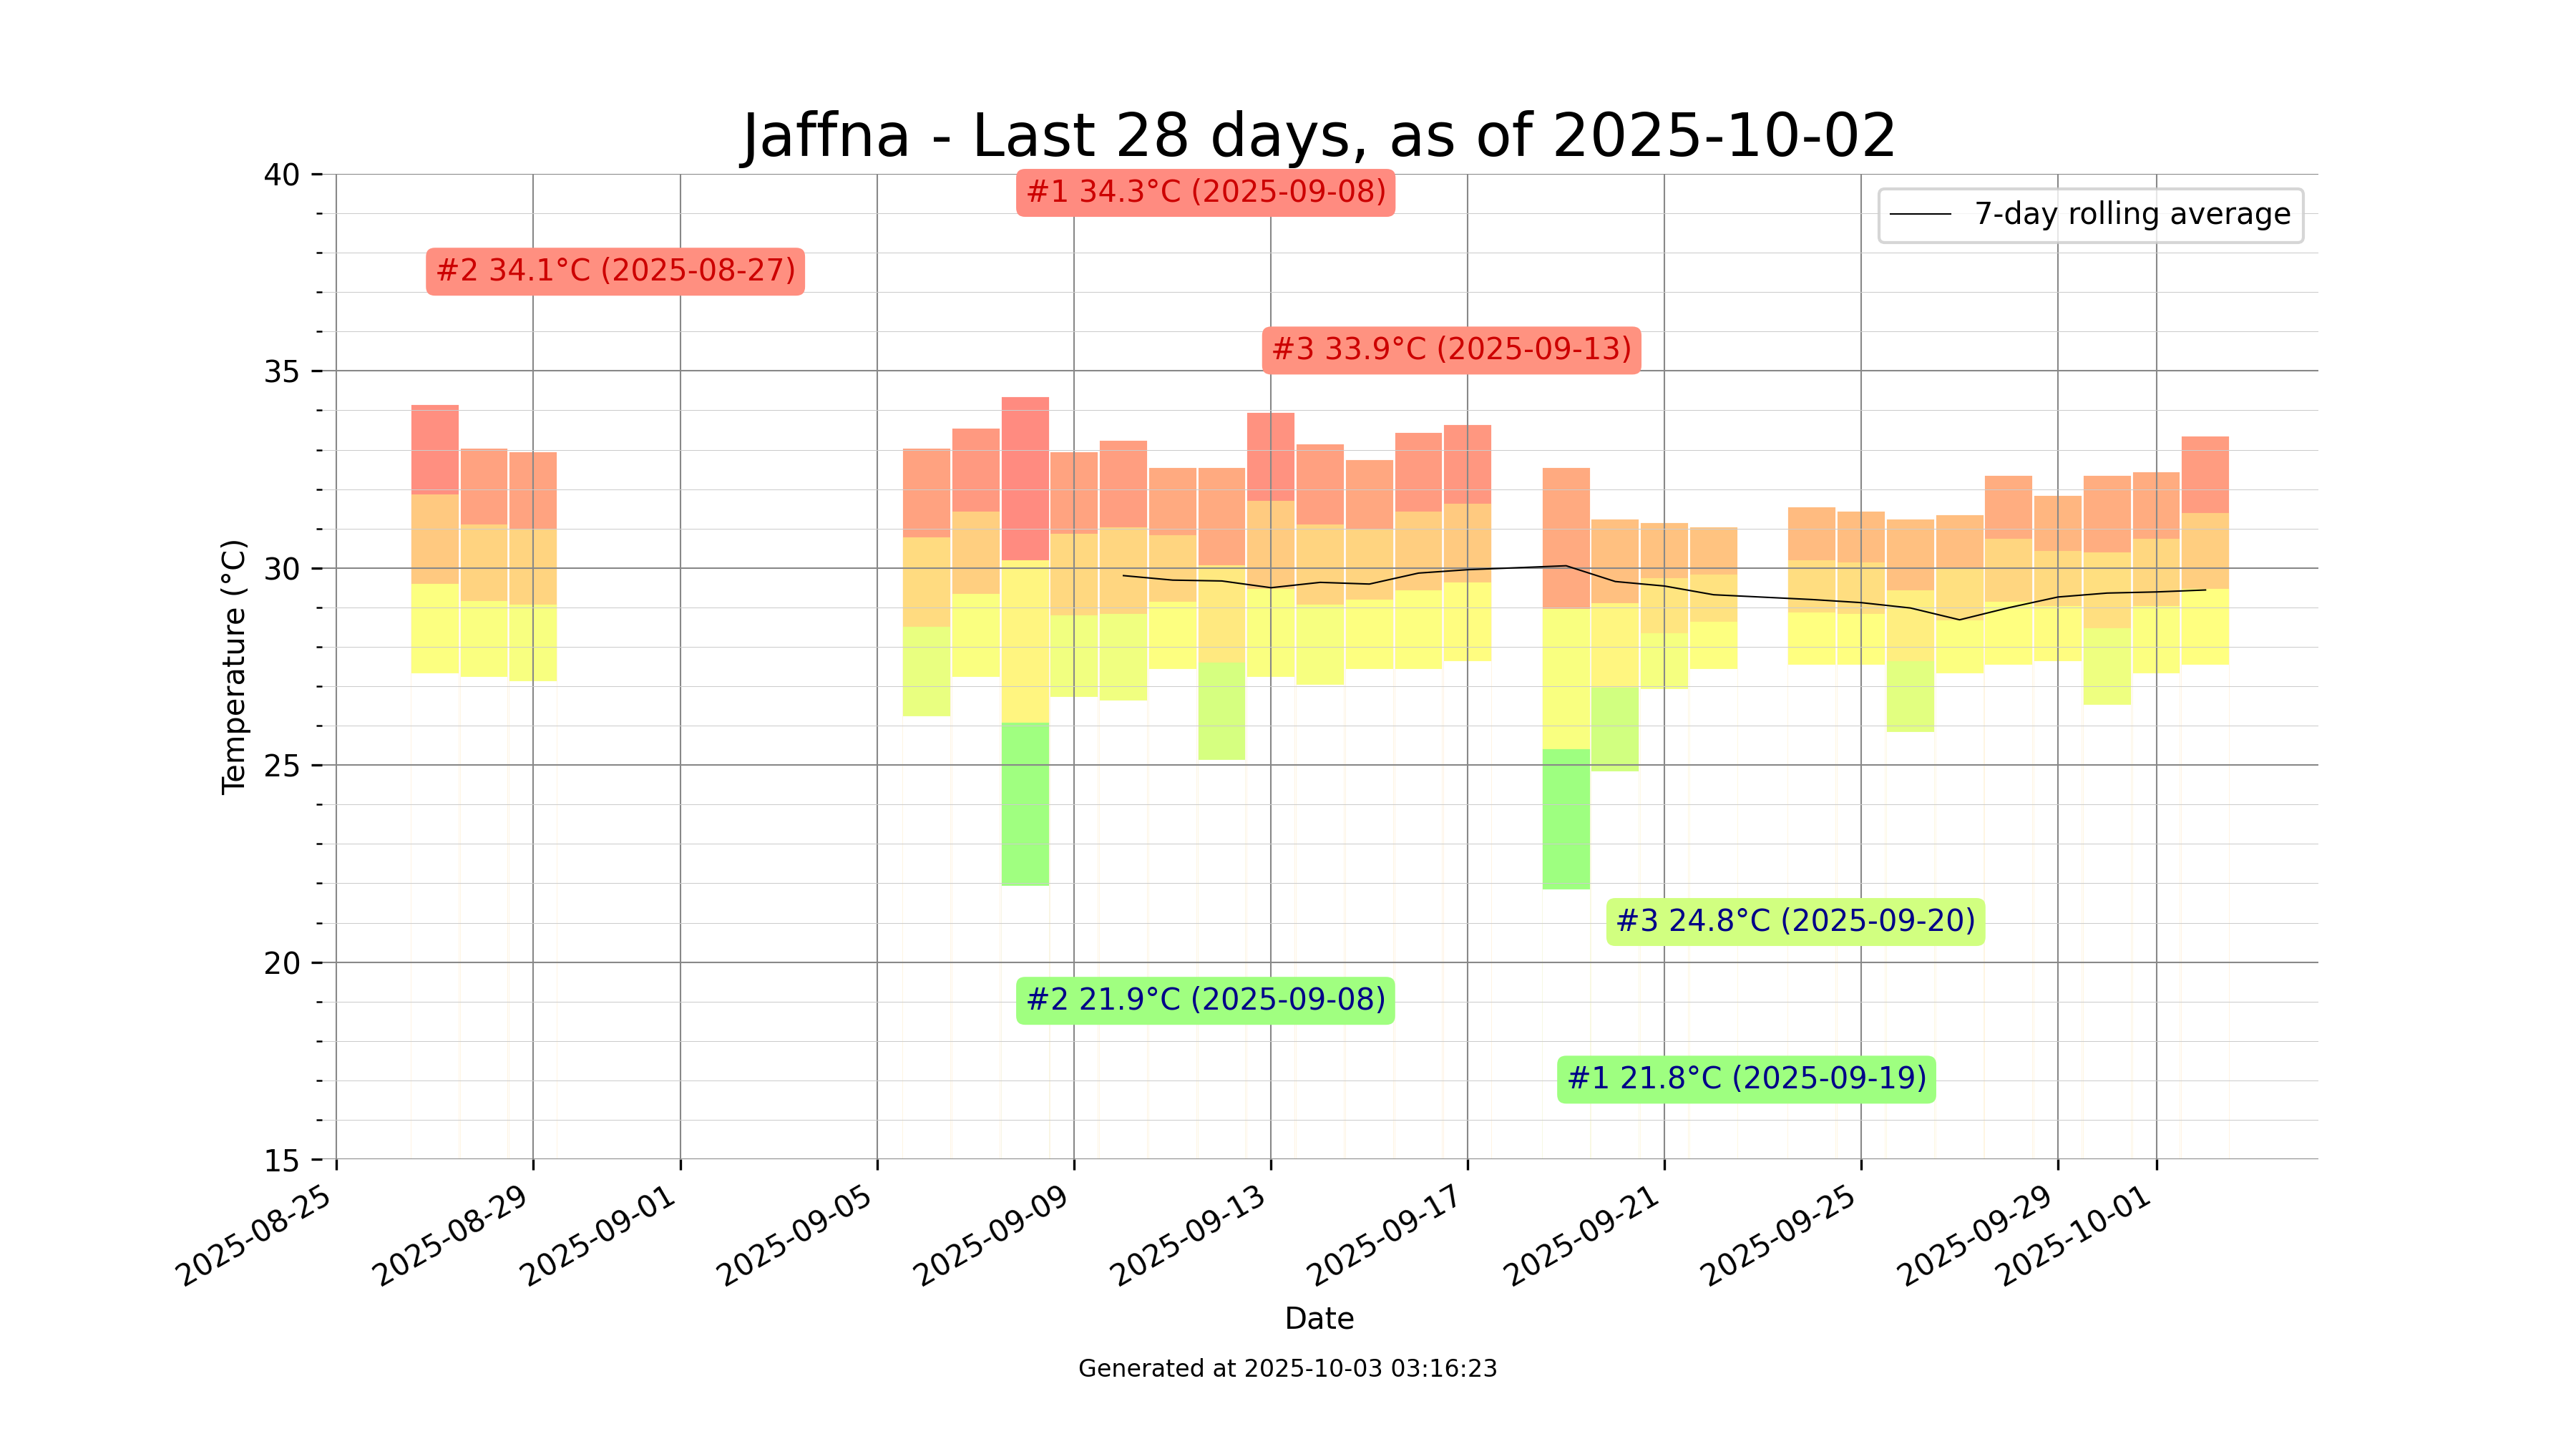 Jaffna - Last 28 days, as of 2025-10-02
40
#1 34.3°C (2025-09-08)
7-day rolling average
#2 34.1°C (2025-08-27)
#3 33.9°C (2025-09-13)
35
30
Temperature (°C)
25
#3 24.8°C (2025-09-20)
20
#2 21.9°C (2025-09-08)
#1 21.8°C (2025-09-19)
15
2025-08-25
2025-08-29
2025-09-01
2025-09-05
2025-09-09
2025-09-13
2025-09-17
2025-09-21
2025-09-25
2025-09-29
2025-10-01
Date
Generated at 2025-10-03 03:16:23